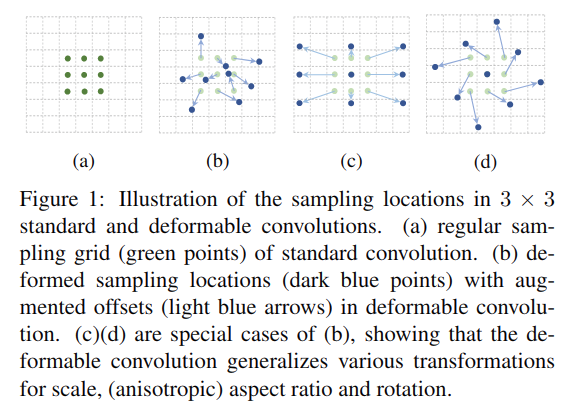 (a)
(b)
(c)
(d)
Figure 1: Illustration of the sampling locations in 3 × 3
standard and deformable convolutions. (a) regular sam-
pling grid (green points) of standard convolution. (b) de-
formed sampling locations (dark blue points) with aug-
mented offsets (light blue arrows) in deformable convolu-
tion. (c)(d) are special cases of (b), showing that the de-
formable convolution generalizes various transformations
for scale, (anisotropic) aspect ratio and rotation.